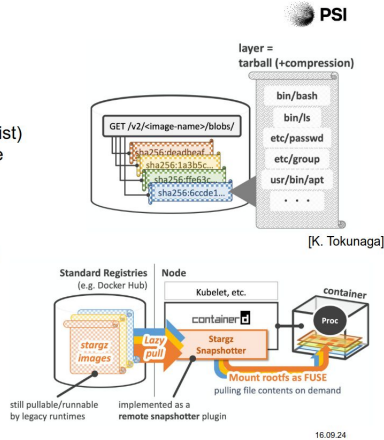 PSI
layer =
tarball (+compression)
ist)
e
GET /v2/<image-name>/blobs/
sha256:deadbeaf...
sha256:1a3b5c...
sha256:ffe63c...
sha256:6ccde1...
bin/bash
bin/ls
etc/passwd
etc/group
usr/bin/apt
. . .
[K. Tokunaga]
Standard Registries
(e.g. Docker Hub)
Node
Kubelet, etc.
containerd
container
Proc
stargz
images
Lazy
pull
Stargz
Snapshotter
Mount rootfs as FUSE
pulling file contents on demand
still pullable/runnable
by legacy runtimes
implemented as a
remote snapshotter plugin
16.09.24